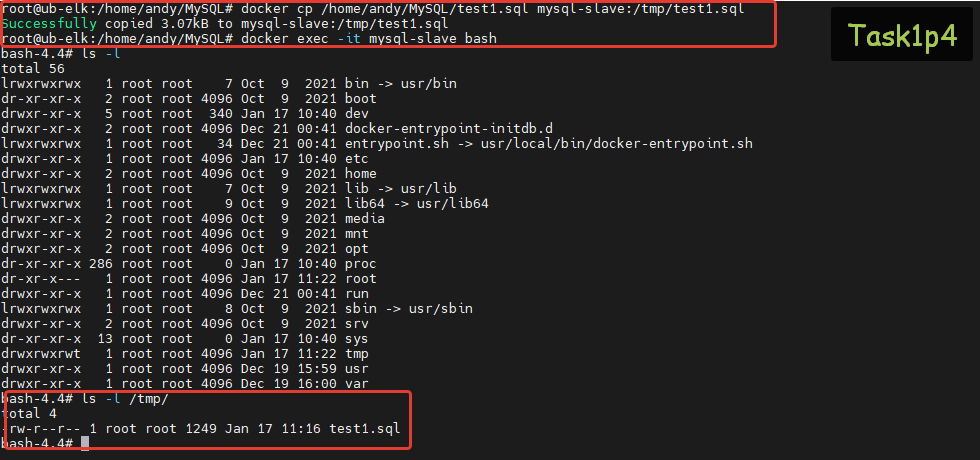 root@ub-elk:/home/andy/MySQL# docker cp /home/andy/MySQL/test1.sql mysql-slave:/tmp/test1.sql
Successfully copied 3.07kB to mysql-slave:/tmp/test1.sql
root@ub-elk:/home/andy/MySQL# docker exec -it mysql-slave bash
Task1p4
bash-4.4# ls -l
total 56
lrwxrwxrwx   1 root root    7 Oct  9  2021 bin -> usr/bin
dr-xr-xr-x   2 root root 4096 Oct  9  2021 boot
drwxr-xr-x   5 root root  340 Jan 17 10:40 dev
drwxr-xr-x   2 root root 4096 Dec 21 00:41 docker-entrypoint-initdb.d
lrwxrwxrwx   1 root root   34 Dec 21 00:41 entrypoint.sh -> usr/local/bin/docker-entrypoint.sh
drwxr-xr-x   1 root root 4096 Jan 17 10:40 etc
drwxr-xr-x   2 root root 4096 Oct  9  2021 home
lrwxrwxrwx   1 root root    7 Oct  9  2021 lib -> usr/lib
lrwxrwxrwx   1 root root    9 Oct  9  2021 lib64 -> usr/lib64
drwxr-xr-x   2 root root 4096 Oct  9  2021 media
drwxr-xr-x   2 root root 4096 Oct  9  2021 mnt
drwxr-xr-x   2 root root 4096 Oct  9  2021 opt
dr-xr-xr-x 286 root root    0 Jan 17 10:40 proc
dr-xr-x---   1 root root 4096 Jan 17 11:22 root
drwxr-xr-x   1 root root 4096 Dec 21 00:41 run
lrwxrwxrwx   1 root root    8 Oct  9  2021 sbin -> usr/sbin
drwxr-xr-x   2 root root 4096 Oct  9  2021 srv
dr-xr-xr-x  13 root root    0 Jan 17 10:40 sys
drwxrwxrwt   1 root root 4096 Jan 17 11:22 tmp
drwxr-xr-x   1 root root 4096 Dec 19 15:59 usr
drwxr-xr-x   1 root root 4096 Dec 19 16:00 var
bash-4.4# ls -l /tmp/
total 4
-rw-r--r-- 1 root root 1249 Jan 17 11:16 test1.sql
bash-4.4#